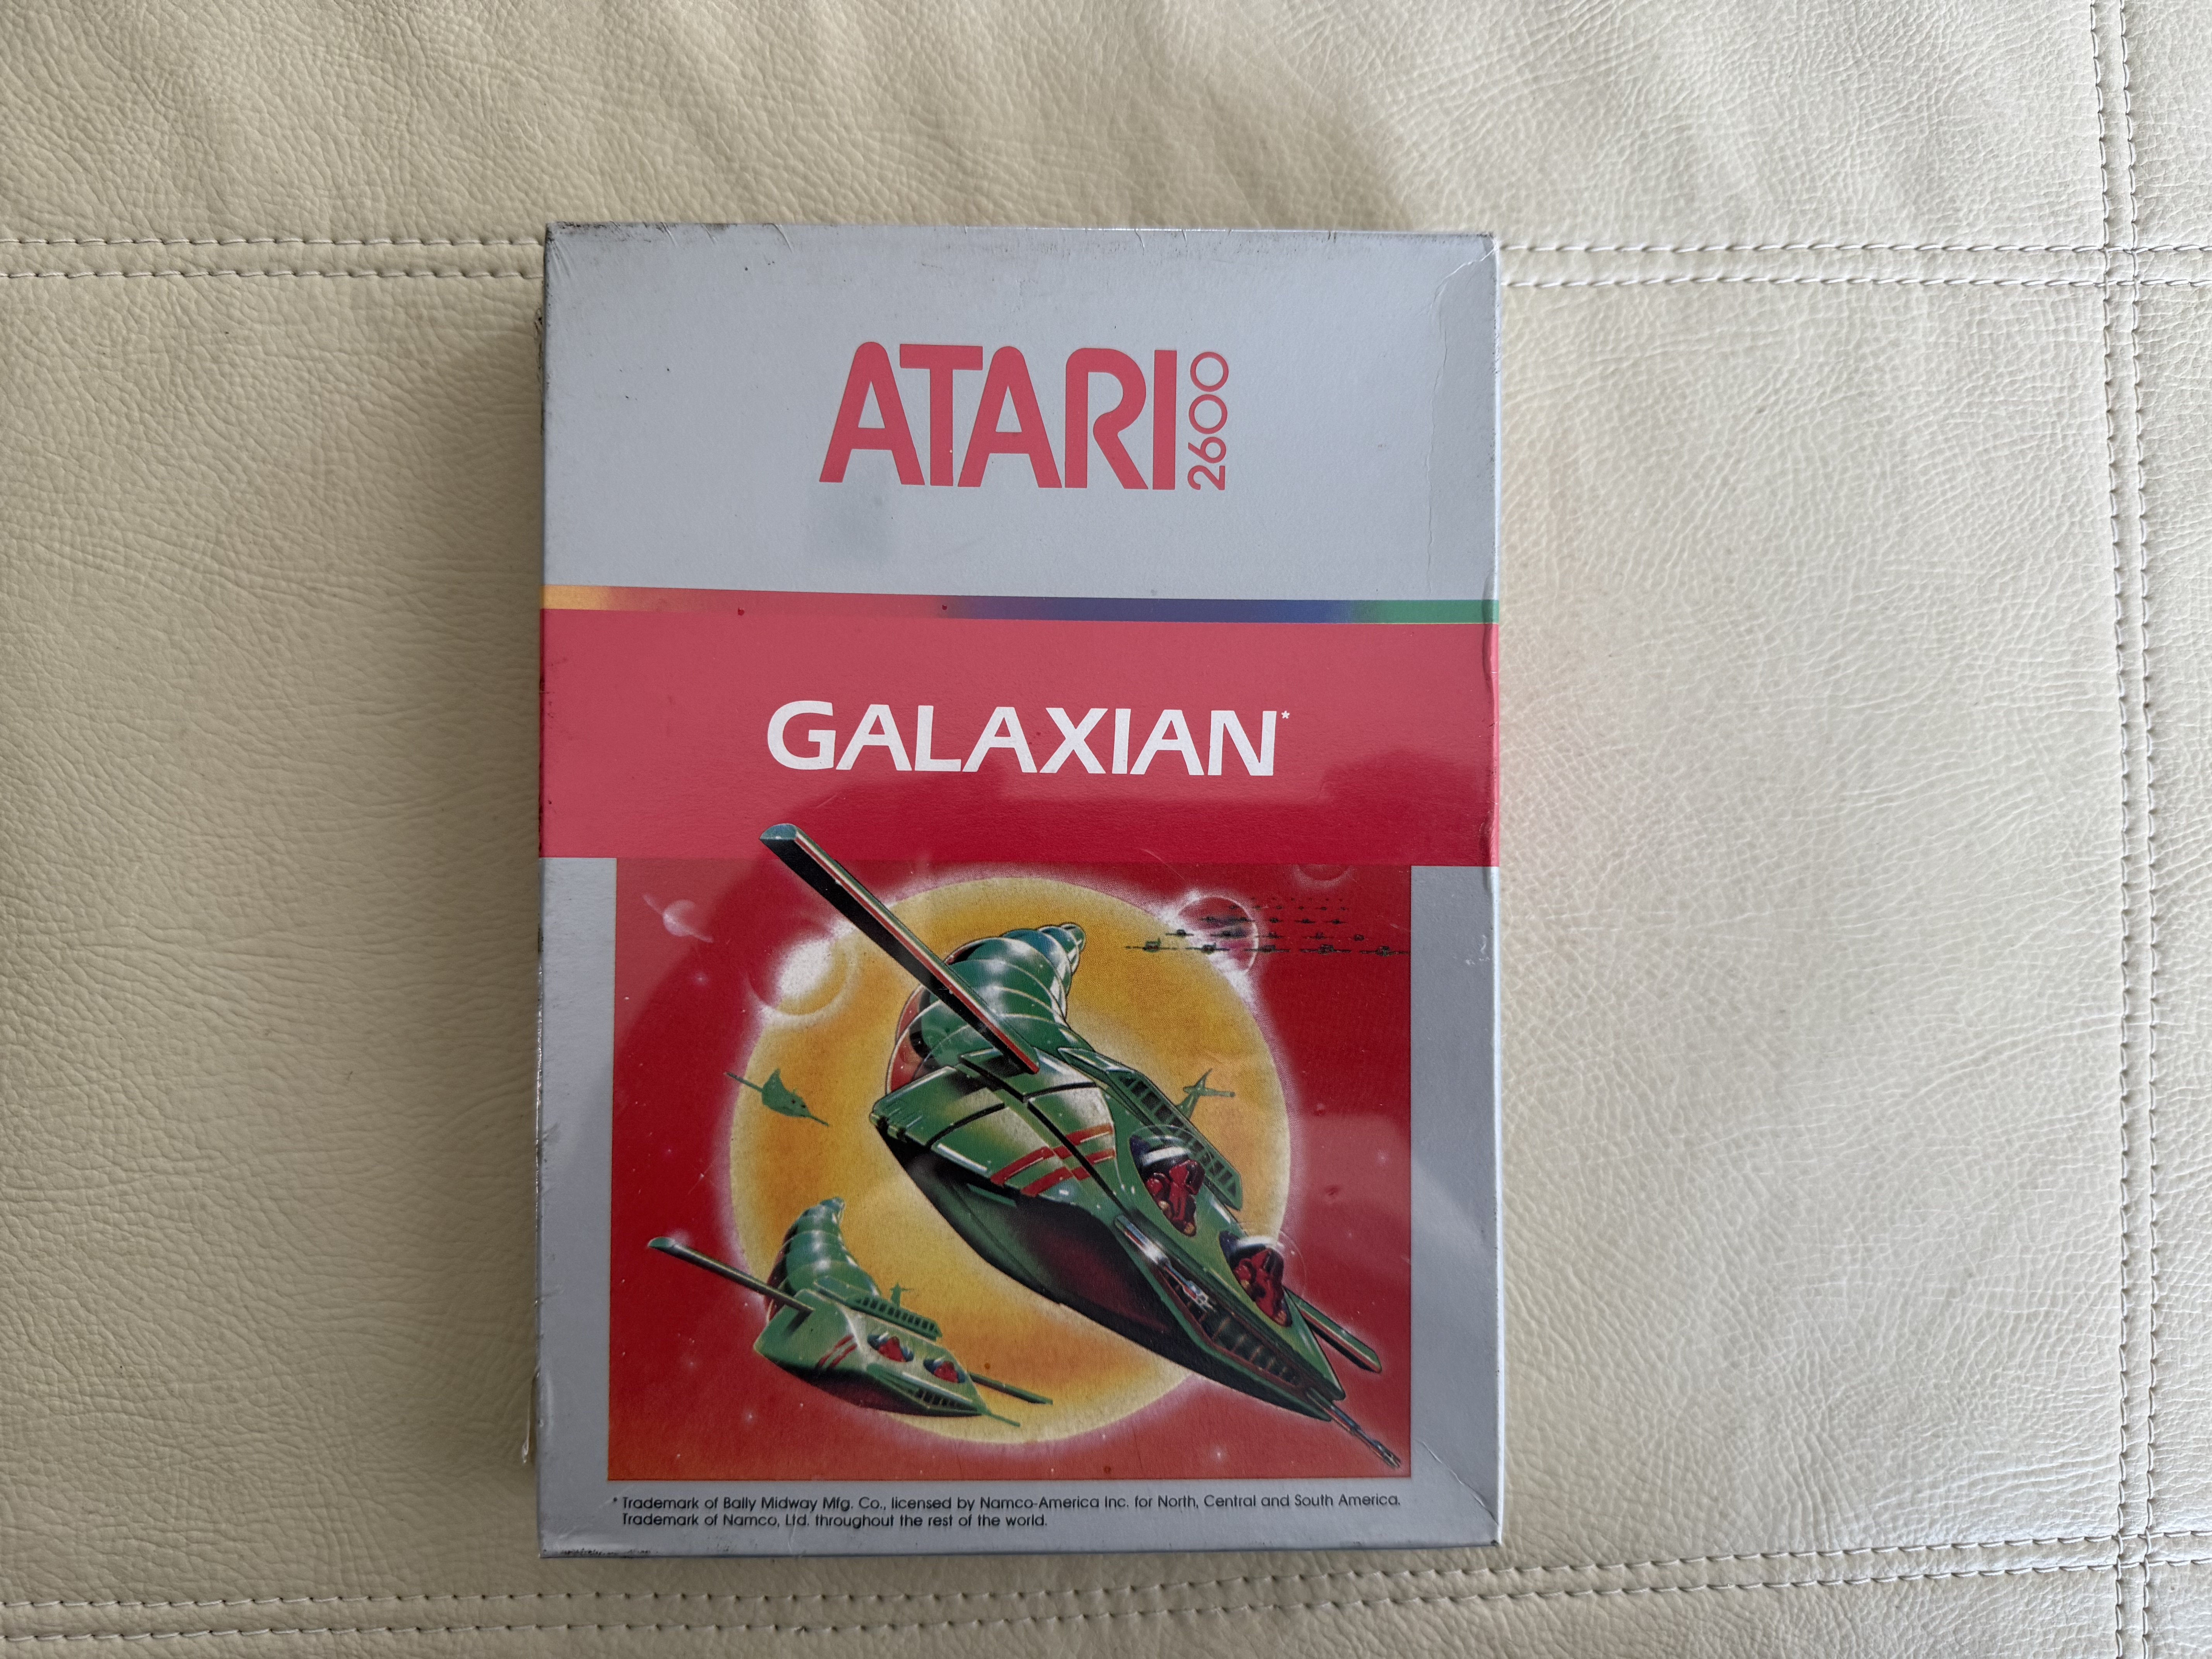 ATARI 2600
GALAXIAN*
* Trademark of Bally Midway Mfg. Co., licensed by Namco-America Inc. for North, Central and South America.
Trademark of Namco, Ltd. throughout the rest of the world.